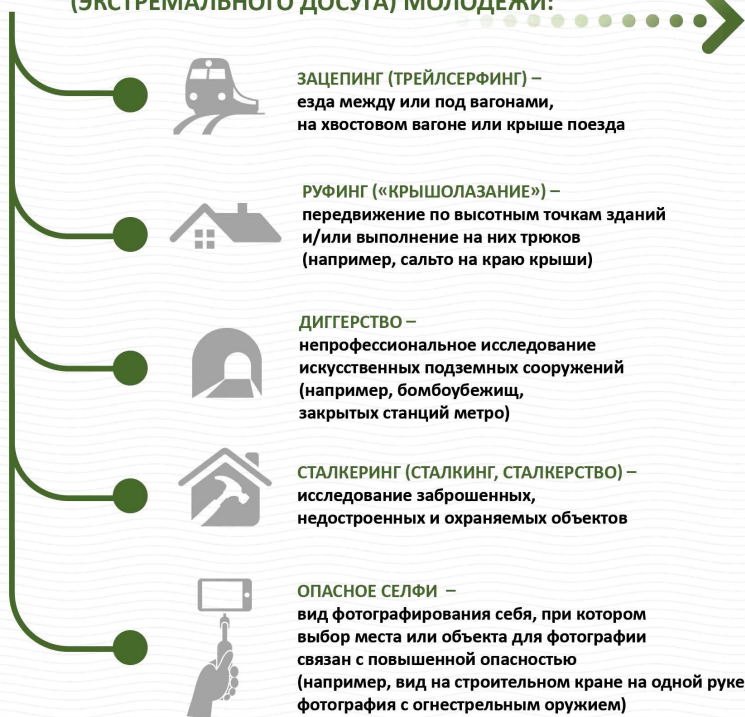 (ЭКСТРЕМАЛЬНОГО ДОСУГА) МОЛОДЕЖИ:
ЗАЦЕПИНГ (ТРЕЙЛСЕРФИНГ) –
езда между или под вагонами,
на хвостовом вагоне или крыше поезда
РУФИНГ («КРЫШОЛАЗАНИЕ») –
передвижение по высотным точкам зданий
и/или выполнение на них трюков
(например, сальто на краю крыши)
ДИГГЕРСТВО –
непрофессиональное исследование
искусственных подземных сооружений
(например, бомбоубежищ,
закрытых станций метро)
СТАЛКЕРИНГ (СТАЛКИНГ, СТАЛКЕРСТВО) –
исследование заброшенных,
недостроенных и охраняемых объектов
ОПАСНОЕ СЕЛФИ –
вид фотографирования себя, при котором
выбор места или объекта для фотографии
связан с повышенной опасностью
(например, вид на строительном кране на одной руке
фотография с огнестрельным оружием)